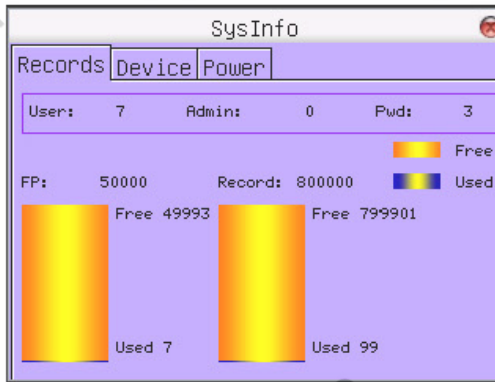 SysInfo
Records Device Power
User: 7 Admin: 0 Pwd: 3
Free
FP: 50000 Record: 800000 Used
Free 49993 Free 799901
Used 7 Used 99